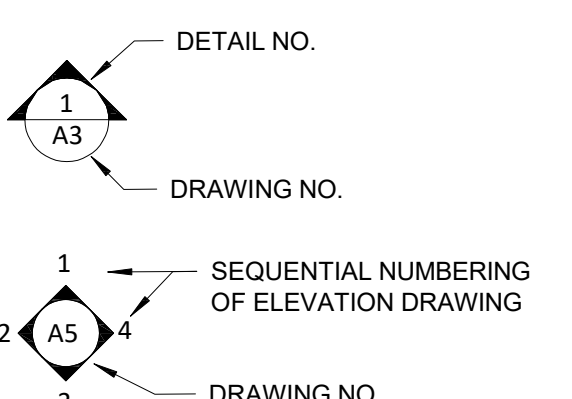 DETAIL NO.
1
A3
DRAWING NO.
1
SEQUENTIAL NUMBERING
OF ELEVATION DRAWING
2
A5
4
DRAWING NO.